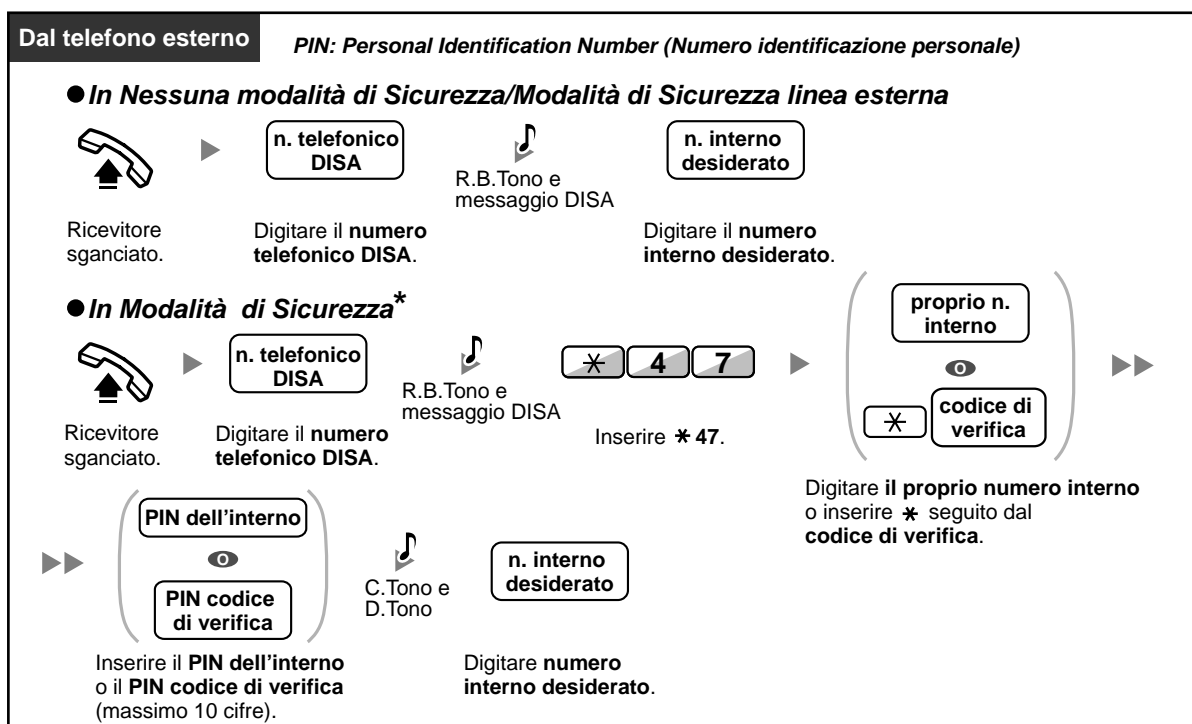 Dal telefono esterno
PIN: Personal Identification Number (Numero identificazione personale)
●In Nessuna modalità di Sicurezza/Modalità di Sicurezza linea esterna
n. telefonico
DISA
R.B.Tono e
messaggio DISA
n. interno
desiderato
Ricevitore
sganciato.
Digitare il numero
telefonico DISA.
Digitare il numero
interno desiderato.
●In Modalità di Sicurezza*
n. telefonico
DISA
R.B.Tono e
messaggio DISA
* 4 7
proprio n.
interno
o
* codice di
verifica
Ricevitore
sganciato.
Digitare il numero
telefonico DISA.
Inserire * 47.
Digitare il proprio numero interno
o inserire * seguito dal
codice di verifica.
PIN dell'interno
o
PIN codice
di verifica
C.Tono e
D.Tono
n. interno
desiderato
Inserire il PIN dell'interno
o il PIN codice di verifica
(massimo 10 cifre).
Digitare numero
interno desiderato.